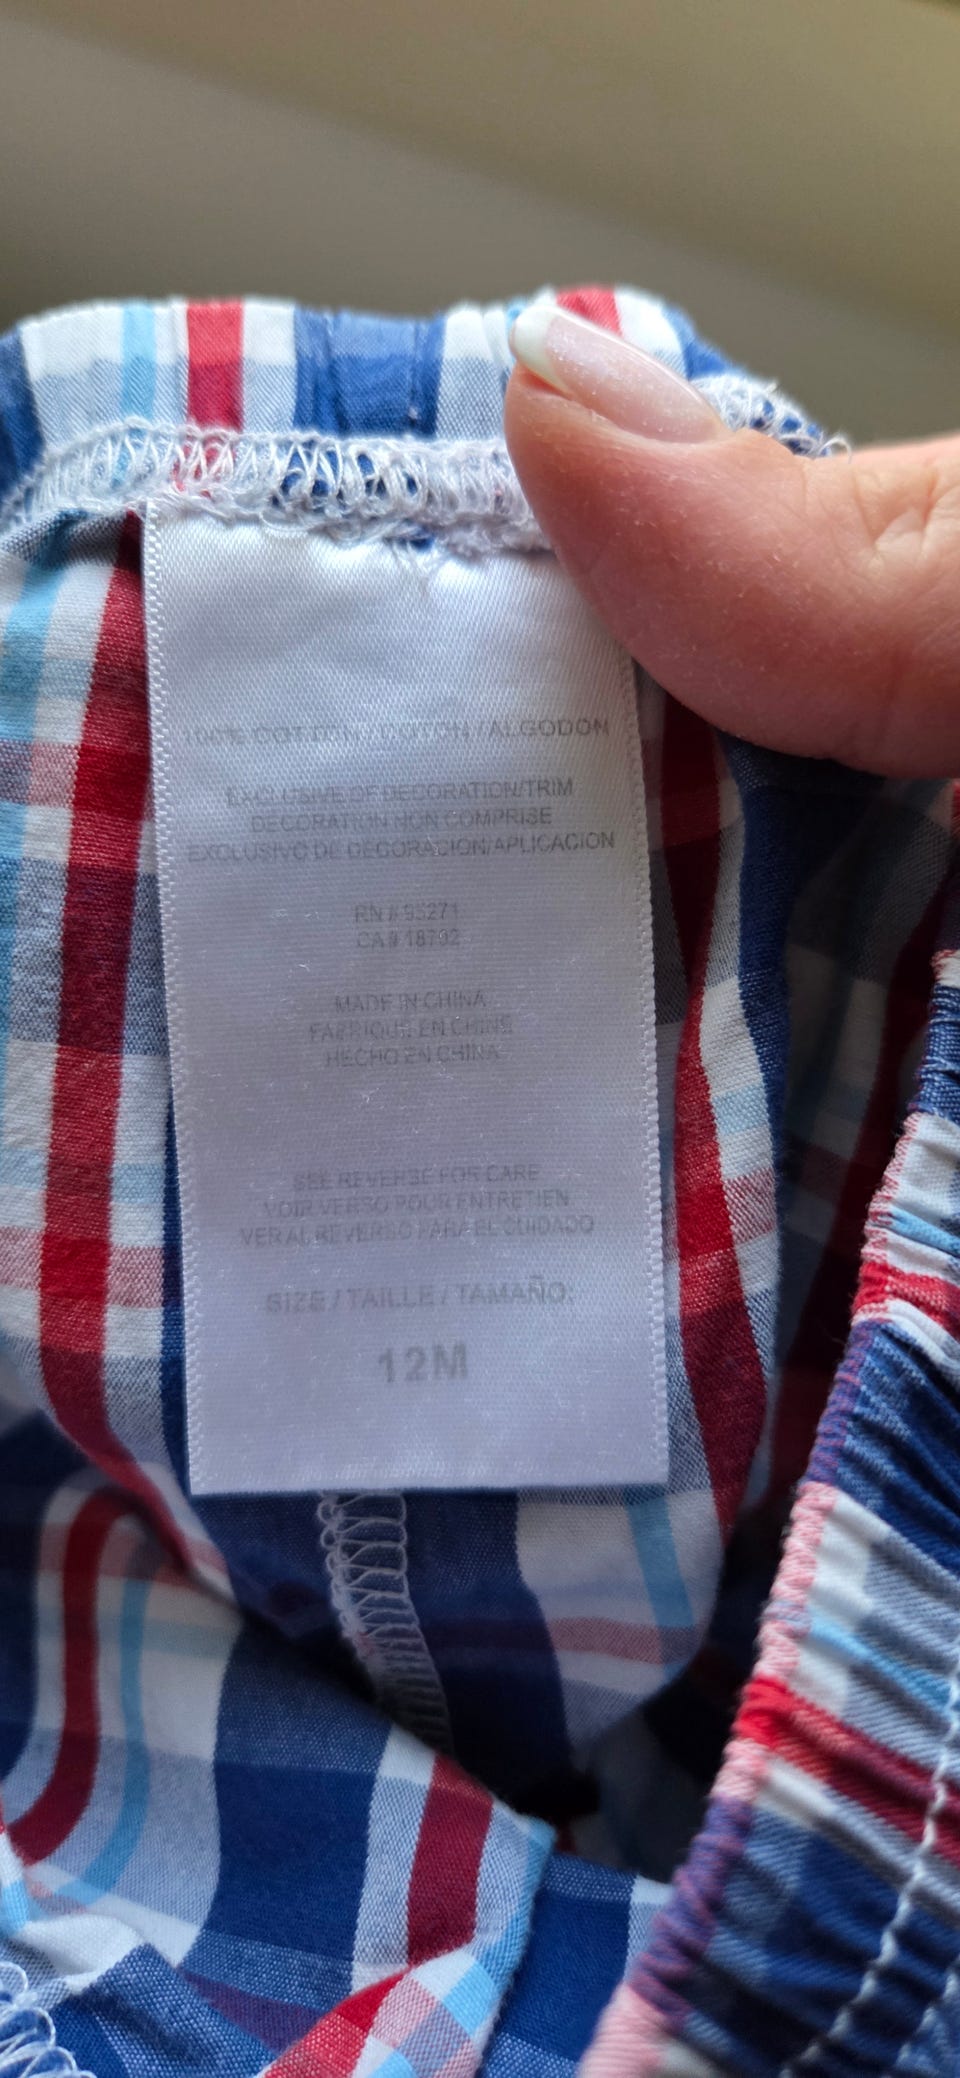 100% COTTON / COTON / ALGODON
EXCLUSIVE OF DECORATION/TRIM
DECORATION NON COMPRISE
EXCLUSIVO DE DECORACION/APLICACION
RN # 95271
CA # 18702
MADE IN CHINA
FABRIQUE EN CHINE
HECHO EN CHINA
SEE REVERSE FOR CARE
VOIR VERSO POUR ENTRETIEN
VER AL REVERSO PARA EL CUIDADO
SIZE / TAILLE / TAMAÑO:
12M